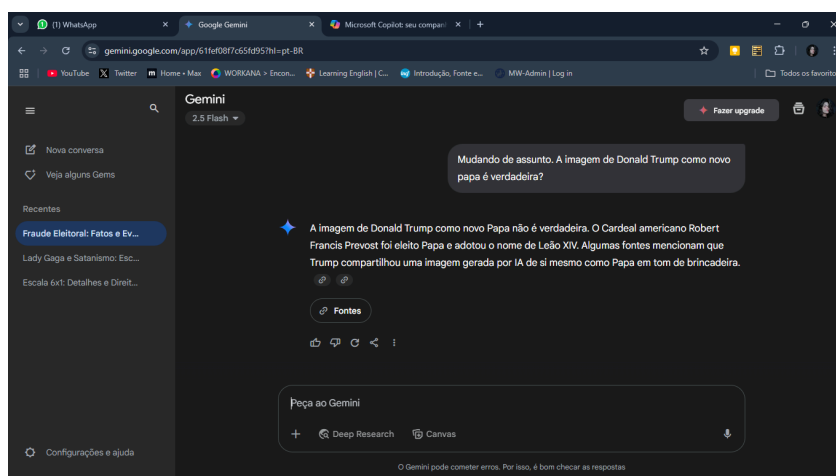 (1) WhatsApp
Google Gemini
Microsoft Copilot: seu compani
gemini.google.com/app/61fef08f7c65fd95?hl=pt-BR
YouTube
Twitter
Home • Max
WORKANA > Encon...
Learning English | C...
Introdução, Fonte e...
MW-Admin | Log in
Todos os favorito
Gemini
2.5 Flash
Fazer upgrade
Nova conversa
Veja alguns Gems
Recentes
Fraude Eleitoral: Fatos e Ev...
Lady Gaga e Satanismo: Esc...
Escala 6x1: Detalhes e Direit...
Mudando de assunto. A imagem de Donald Trump como novo
papa é verdadeira?
A imagem de Donald Trump como novo Papa não é verdadeira. O Cardeal americano Robert
Francis Prevost foi eleito Papa e adotou o nome de Leão XIV. Algumas fontes mencionam que
Trump compartilhou uma imagem gerada por IA de si mesmo como Papa em tom de brincadeira.
Fontes
Peça ao Gemini
Deep Research
Canvas
Configurações e ajuda
O Gemini pode cometer erros. Por isso, é bom checar as respostas